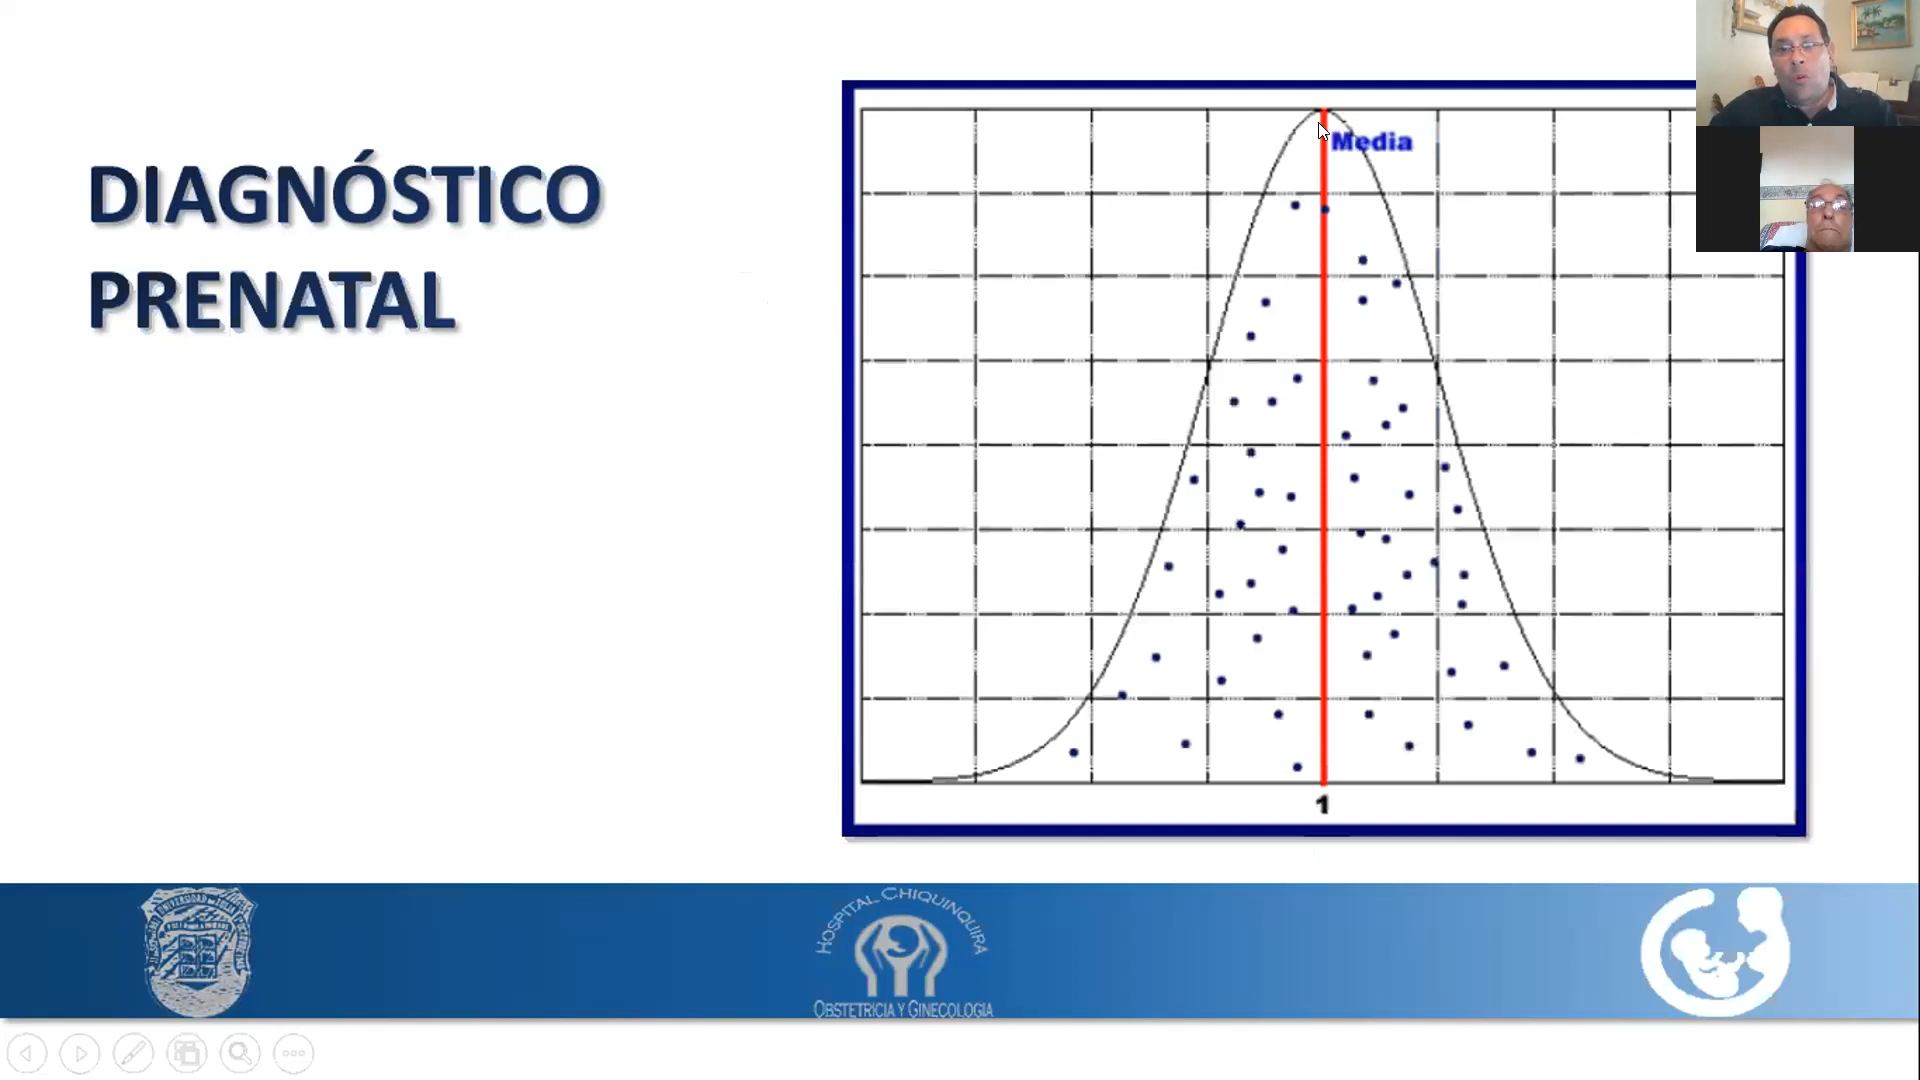 DIAGNÓSTICO
PRENATAL
Media
1
HOSPITAL CHIQUINQUIRA
OBSTETRICIA Y GINECOLOGIA